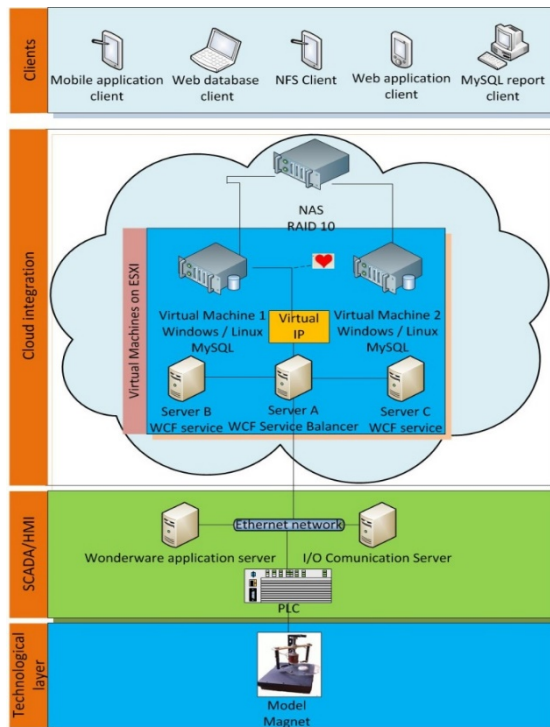 Clients
Mobile application
client
Web database
client
NFS Client
Web application
client
MySQL report
client
Cloud integration
NAS
RAID 10
Virtual Machines on ESXI
Virtual Machine 1
Windows / Linux
MySQL
Virtual
IP
Virtual Machine 2
Windows / Linux
MySQL
Server B
WCF service
Server A
WCF Service Balancer
Server C
WCF service
SCADA/HMI
Ethernet network
Wonderware application server
I/O Comunication Server
PLC
Technological
layer
Model
Magnet